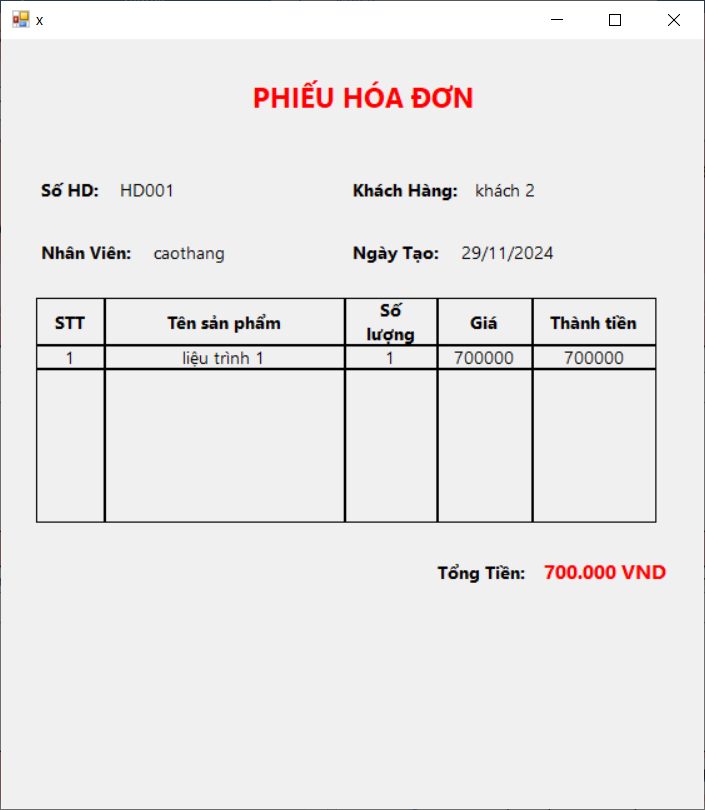 x
PHIẾU HÓA ĐƠN
Số HD: HD001 Khách Hàng: khách 2
Nhân Viên: caothang Ngày Tạo: 29/11/2024
STT Tên sản phẩm Số lượng Giá Thành tiền
1 liệu trình 1 1 700000 700000
Tổng Tiền: 700.000 VND